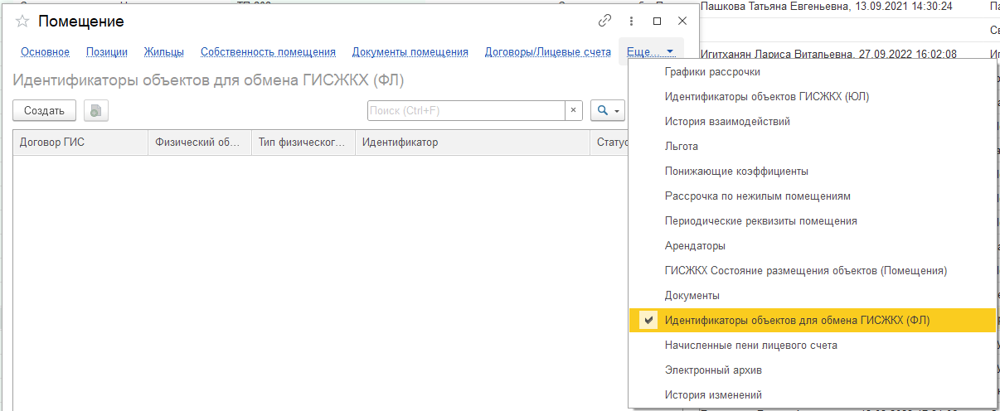 Помещение
Пашкова Татьяна Евгеньевна, 13.09.2021 14:30:24
Основное Позиции Жильцы Собственность помещения Документы помещения Договоры/Лицевые счета Еще...
Игитханян Лариса Витальевна, 27.09.2022 16:02:08
Идентификаторы объектов для обмена ГИСЖКХ (ФЛ)
Создать
Поиск (Ctrl+F)
Договор ГИС Физический об... Тип физическог... Идентификатор Статус
Графики рассрочки
Идентификаторы объектов ГИСЖКХ (ЮЛ)
История взаимодействий
Льгота
Понижающие коэффициенты
Рассрочка по нежилым помещениям
Периодические реквизиты помещения
Арендаторы
ГИСЖКХ Состояние размещения объектов (Помещения)
Документы
Идентификаторы объектов для обмена ГИСЖКХ (ФЛ)
Начисленные пени лицевого счета
Электронный архив
История изменений